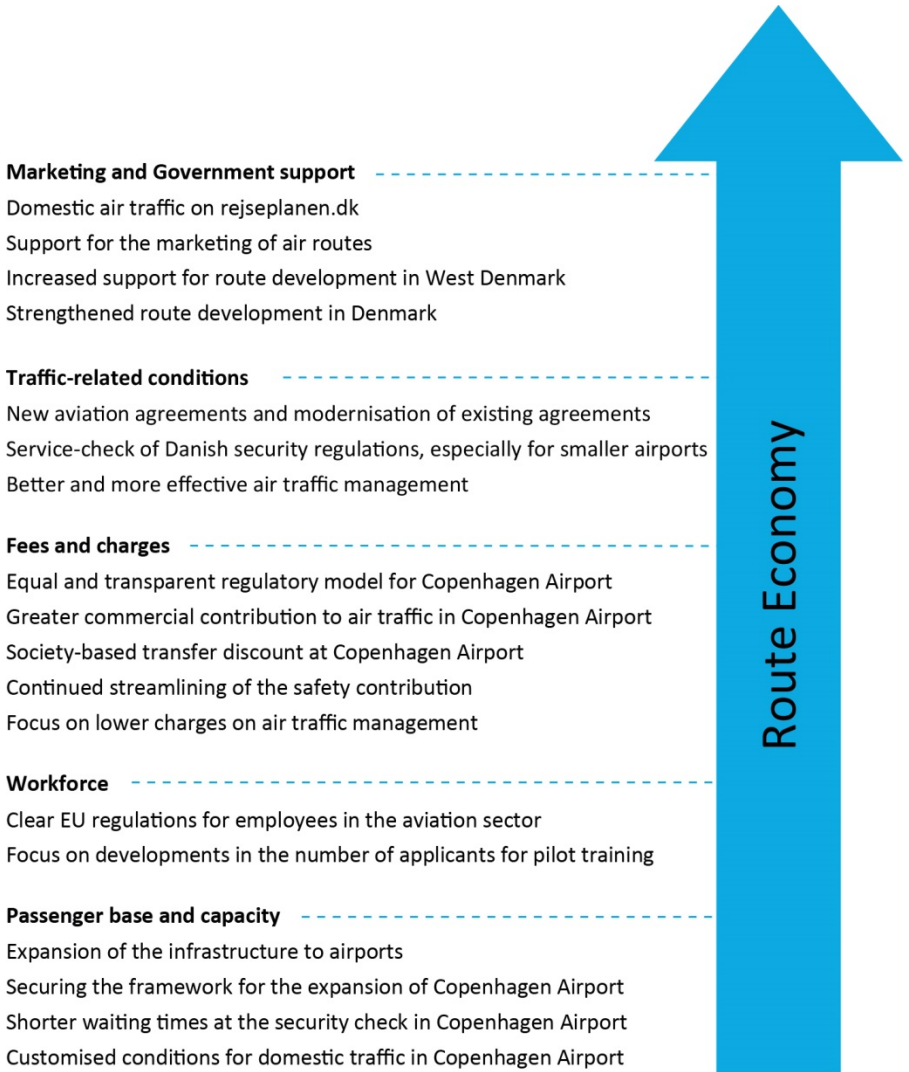 Marketing and Government support
Domestic air traffic on rejseplanen.dk
Support for the marketing of air routes
Increased support for route development in West Denmark
Strengthened route development in Denmark
Traffic-related conditions
New aviation agreements and modernisation of existing agreements
Service-check of Danish security regulations, especially for smaller airports
Better and more effective air traffic management
Fees and charges
Equal and transparent regulatory model for Copenhagen Airport
Greater commercial contribution to air traffic in Copenhagen Airport
Society-based transfer discount at Copenhagen Airport
Continued streamlining of the safety contribution
Focus on lower charges on air traffic management
Workforce
Clear EU regulations for employees in the aviation sector
Focus on developments in the number of applicants for pilot training
Passenger base and capacity
Expansion of the infrastructure to airports
Securing the framework for the expansion of Copenhagen Airport
Shorter waiting times at the security check in Copenhagen Airport
Customised conditions for domestic traffic in Copenhagen Airport
Route Economy